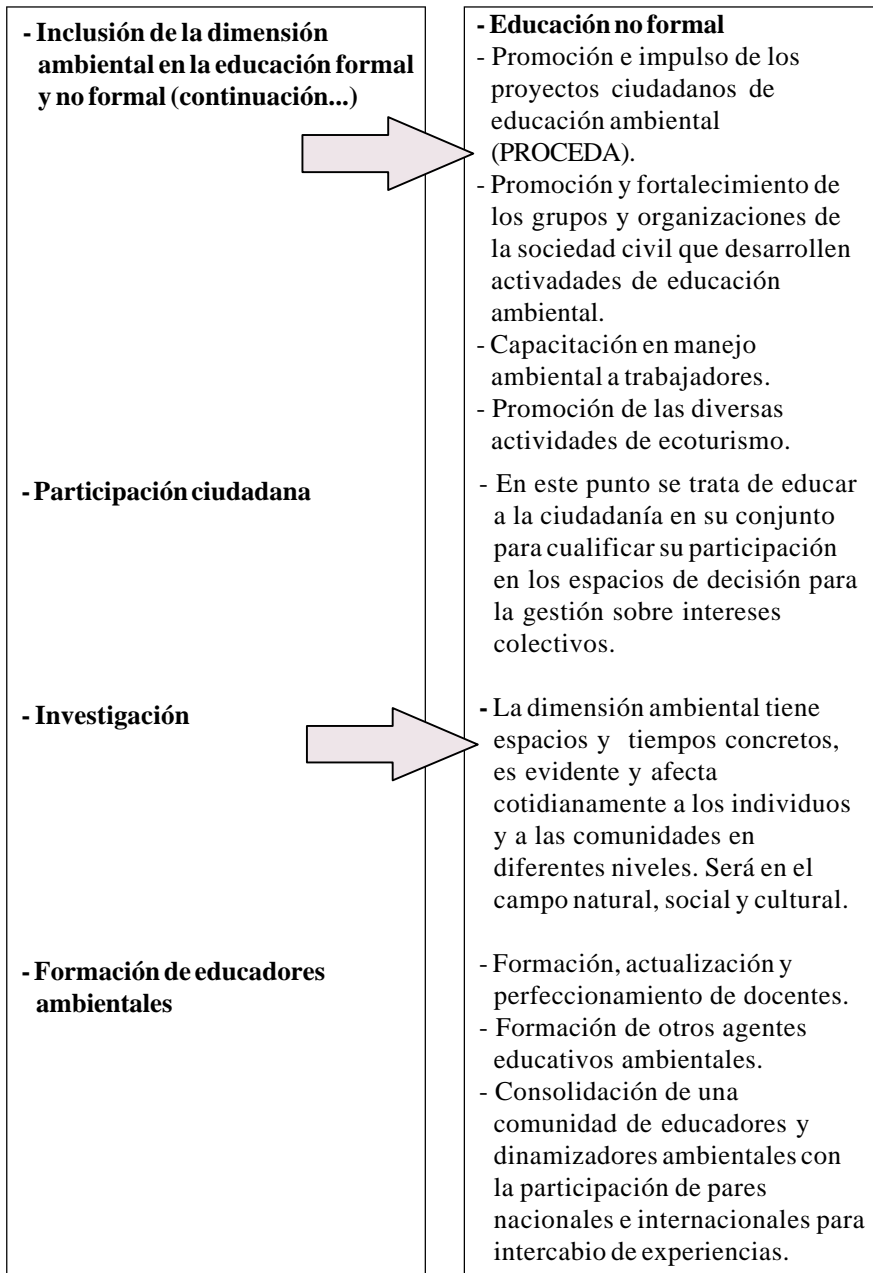 - Inclusión de la dimensión
ambiental en la educación formal
y no formal (continuación...)
- Educación no formal
- Promoción e impulso de los
proyectos ciudadanos de
educación ambiental
(PROCEDA).
- Promoción y fortalecimiento de
los grupos y organizaciones de
la sociedad civil que desarrollen
activadades de educación
ambiental.
- Capacitación en manejo
ambiental a trabajadores.
- Promoción de las diversas
actividades de ecoturismo.
- Participación ciudadana
- En este punto se trata de educar
a la ciudadanía en su conjunto
para cualificar su participación
en los espacios de decisión para
la gestión sobre intereses
colectivos.
- Investigación
- La dimensión ambiental tiene
espacios y tiempos concretos,
es evidente y afecta
cotidianamente a los individuos
y a las comunidades en
diferentes niveles. Será en el
campo natural, social y cultural.
- Formación de educadores
ambientales
- Formación, actualización y
perfeccionamiento de docentes.
- Formación de otros agentes
educativos ambientales.
- Consolidación de una
comunidad de educadores y
dinamizadores ambientales con
la participación de pares
nacionales e internacionales para
intercabio de experiencias.